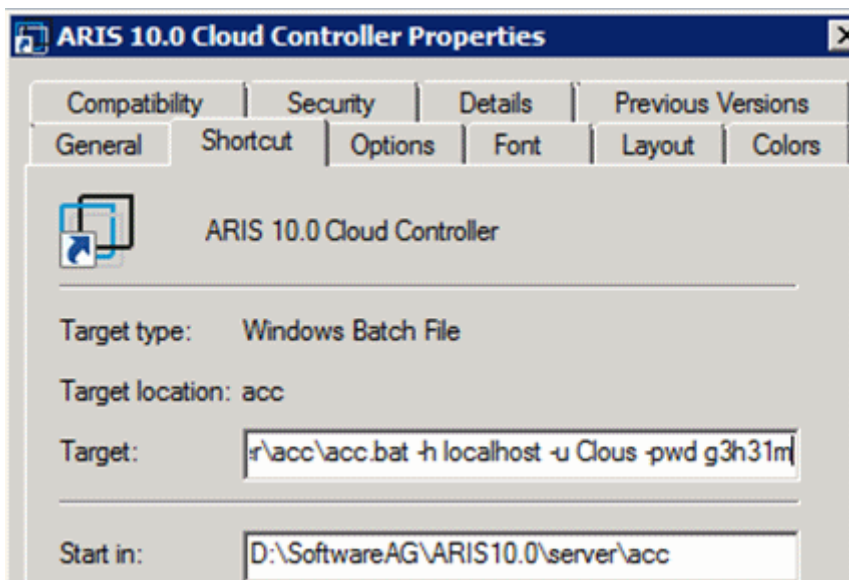 ARIS 10.0 Cloud Controller Properties
Compatibility Security Details Previous Versions
General Shortcut Options Font Layout Colors
ARIS 10.0 Cloud Controller
Target type: Windows Batch File
Target location: acc
Target: er\acc\acc.bat -h localhost -u Clous -pwd g3h31m
Start in: D:\SoftwareAG\ARIS10.0\server\acc